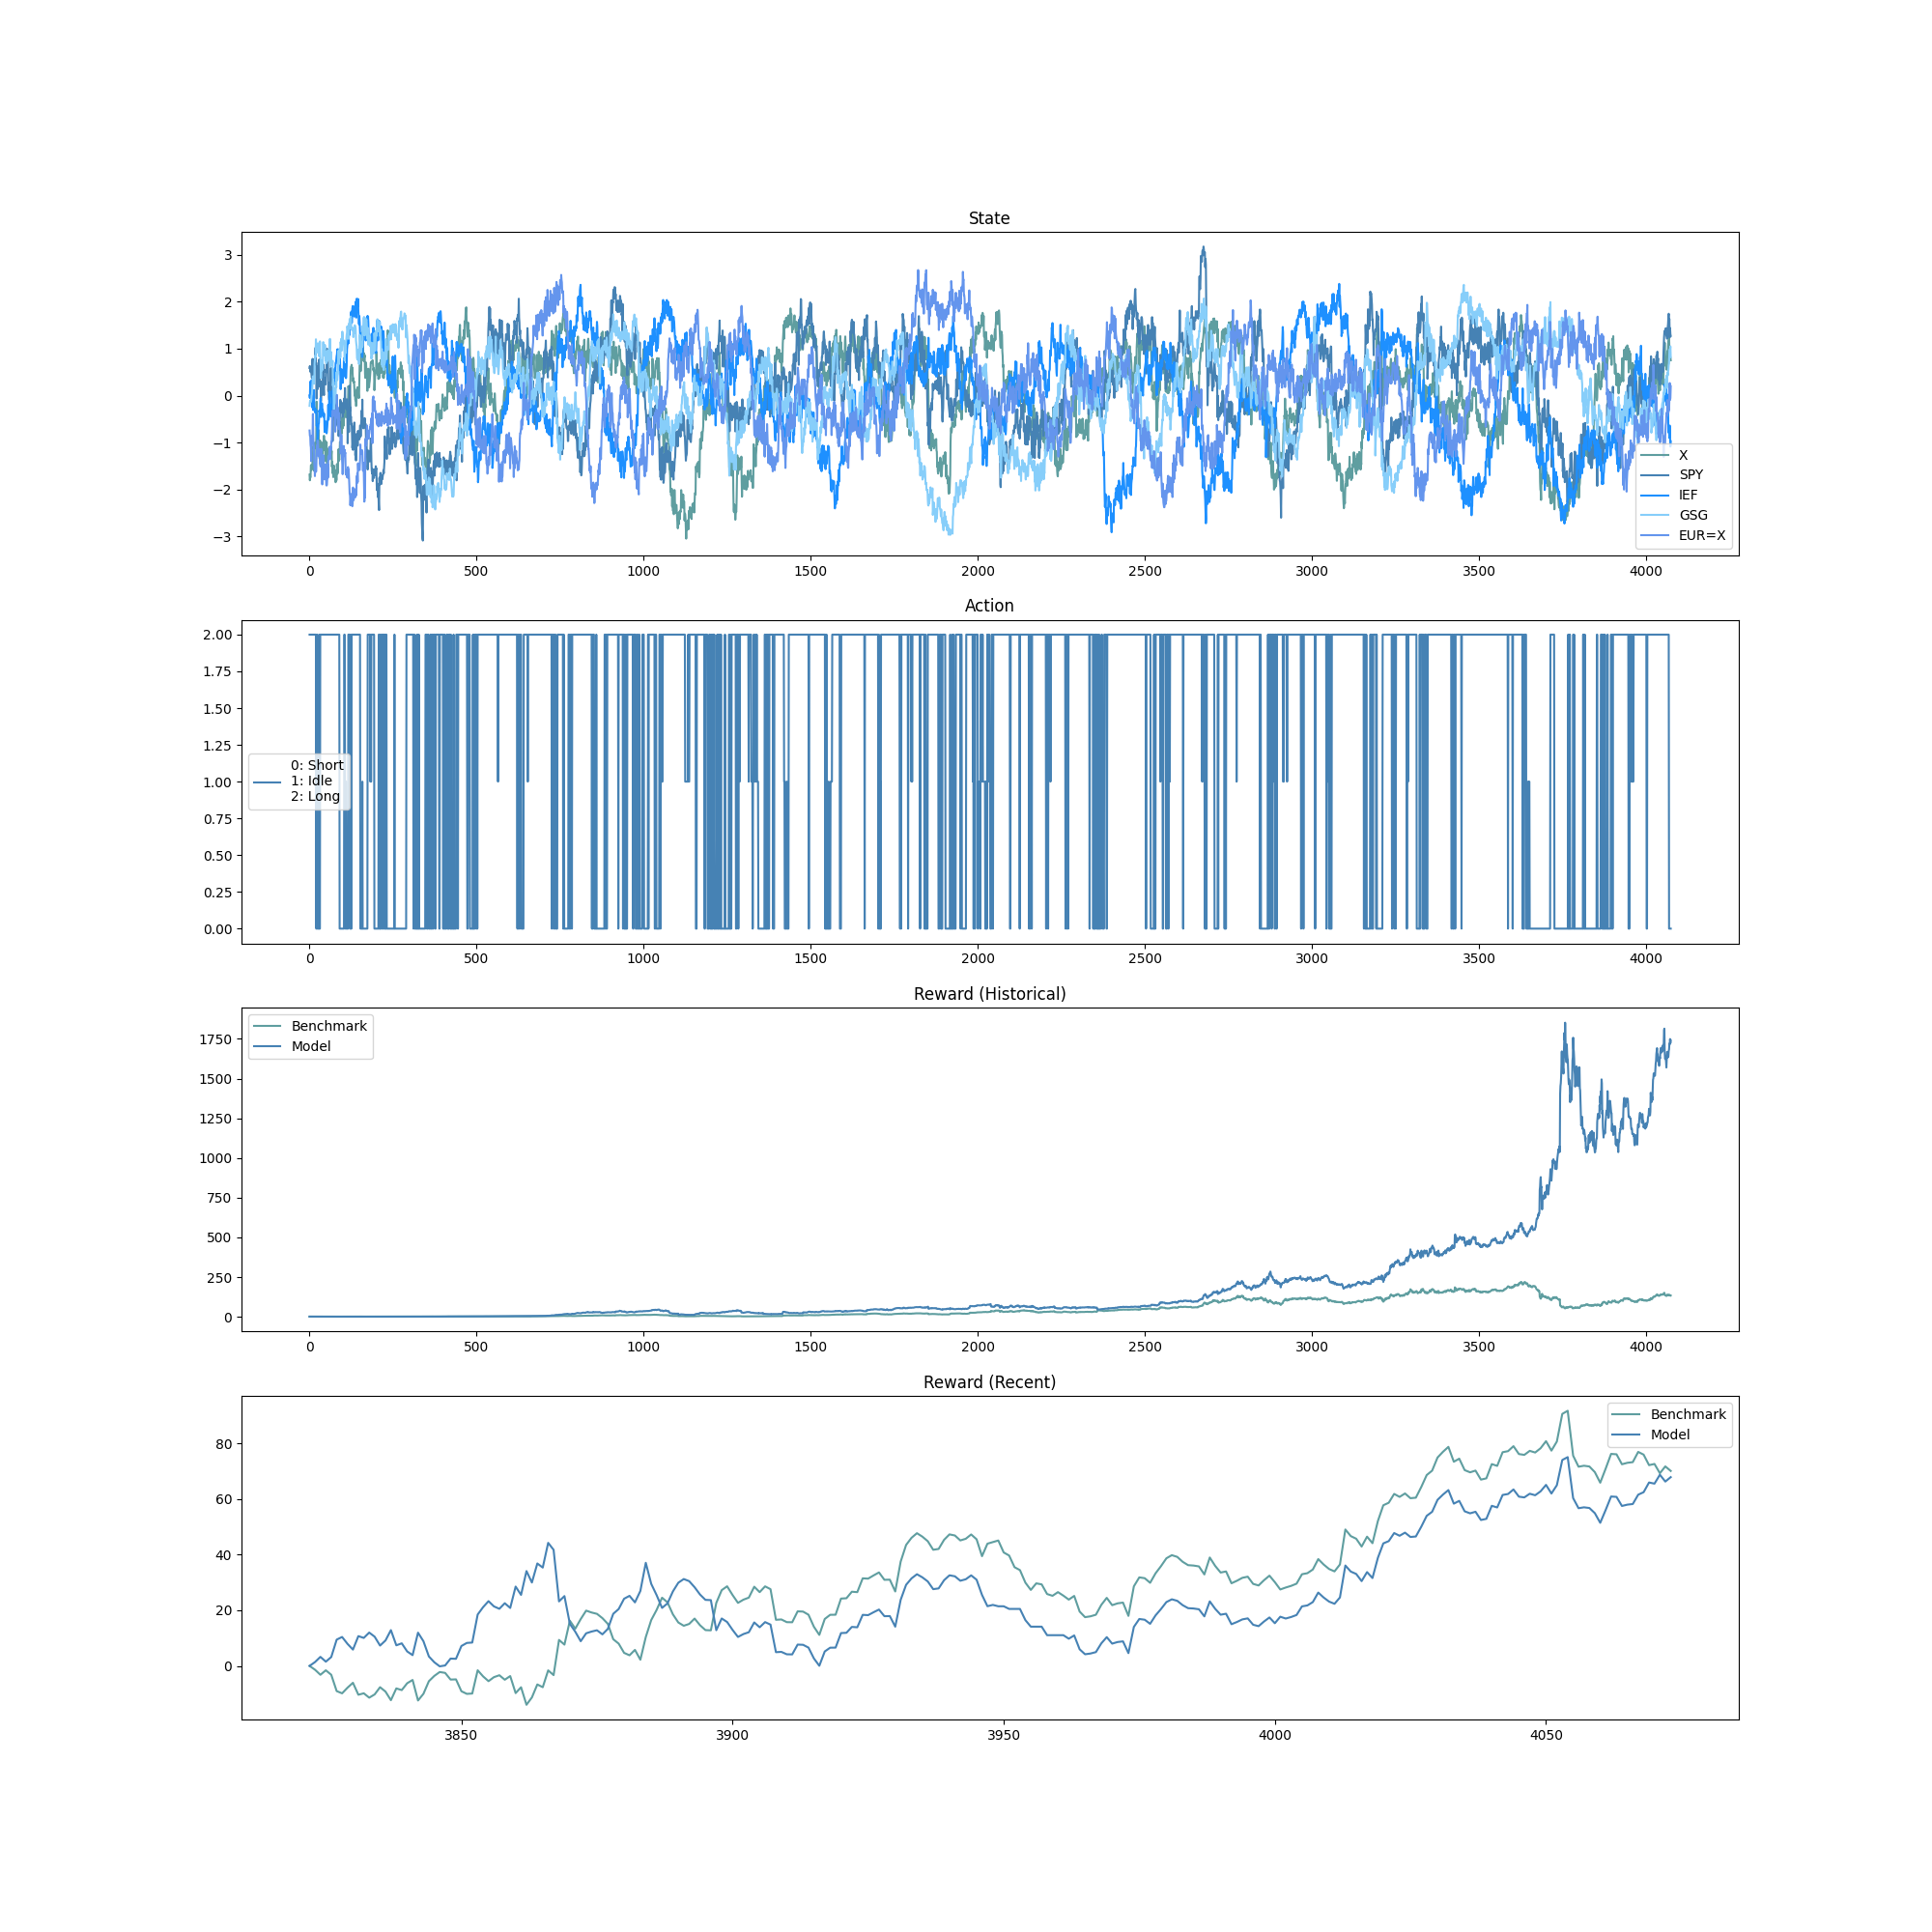 State
3
2
1
0
−1
−2
−3
X
SPY
IEF
GSG
EUR=X
0 500 1000 1500 2000 2500 3000 3500 4000
Action
2.00
1.75
1.50
1.25
1.00
0.75
0.50
0.25
0.00
0: Short
1: Idle
2: Long
0 500 1000 1500 2000 2500 3000 3500 4000
Reward (Historical)
Benchmark
Model
1750
1500
1250
1000
750
500
250
0
0 500 1000 1500 2000 2500 3000 3500 4000
Reward (Recent)
Benchmark
Model
80
60
40
20
0
3850 3900 3950 4000 4050